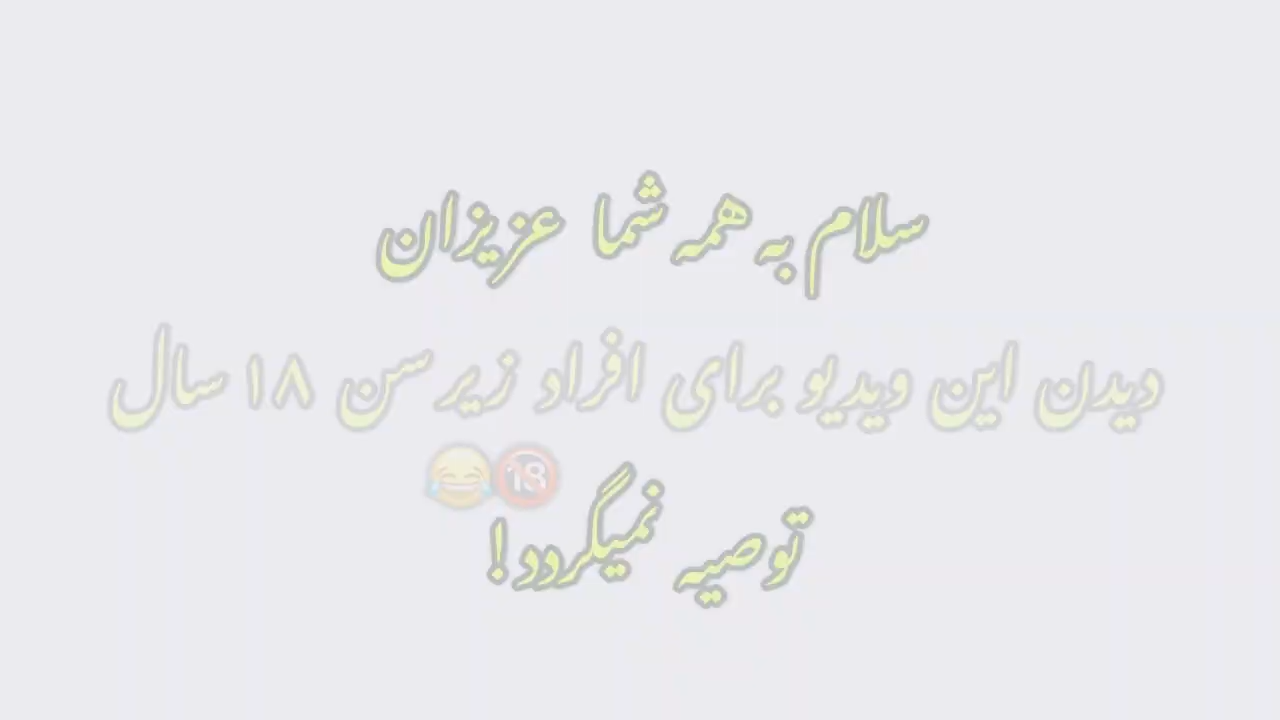 سلام به همه شما عزیزان
دیدن این ویدیو برای افراد زیر سن ۱۸ سال
🔞😂
توصیه نمیگردد!